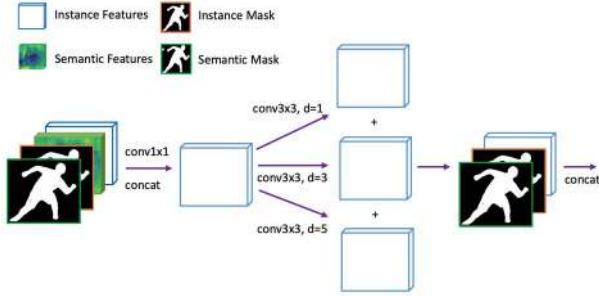 Instance Features
Instance Mask
Semantic Features
Semantic Mask
conv1x1
concat
conv3x3, d=1
+
conv3x3, d=3
+
conv3x3, d=5
concat